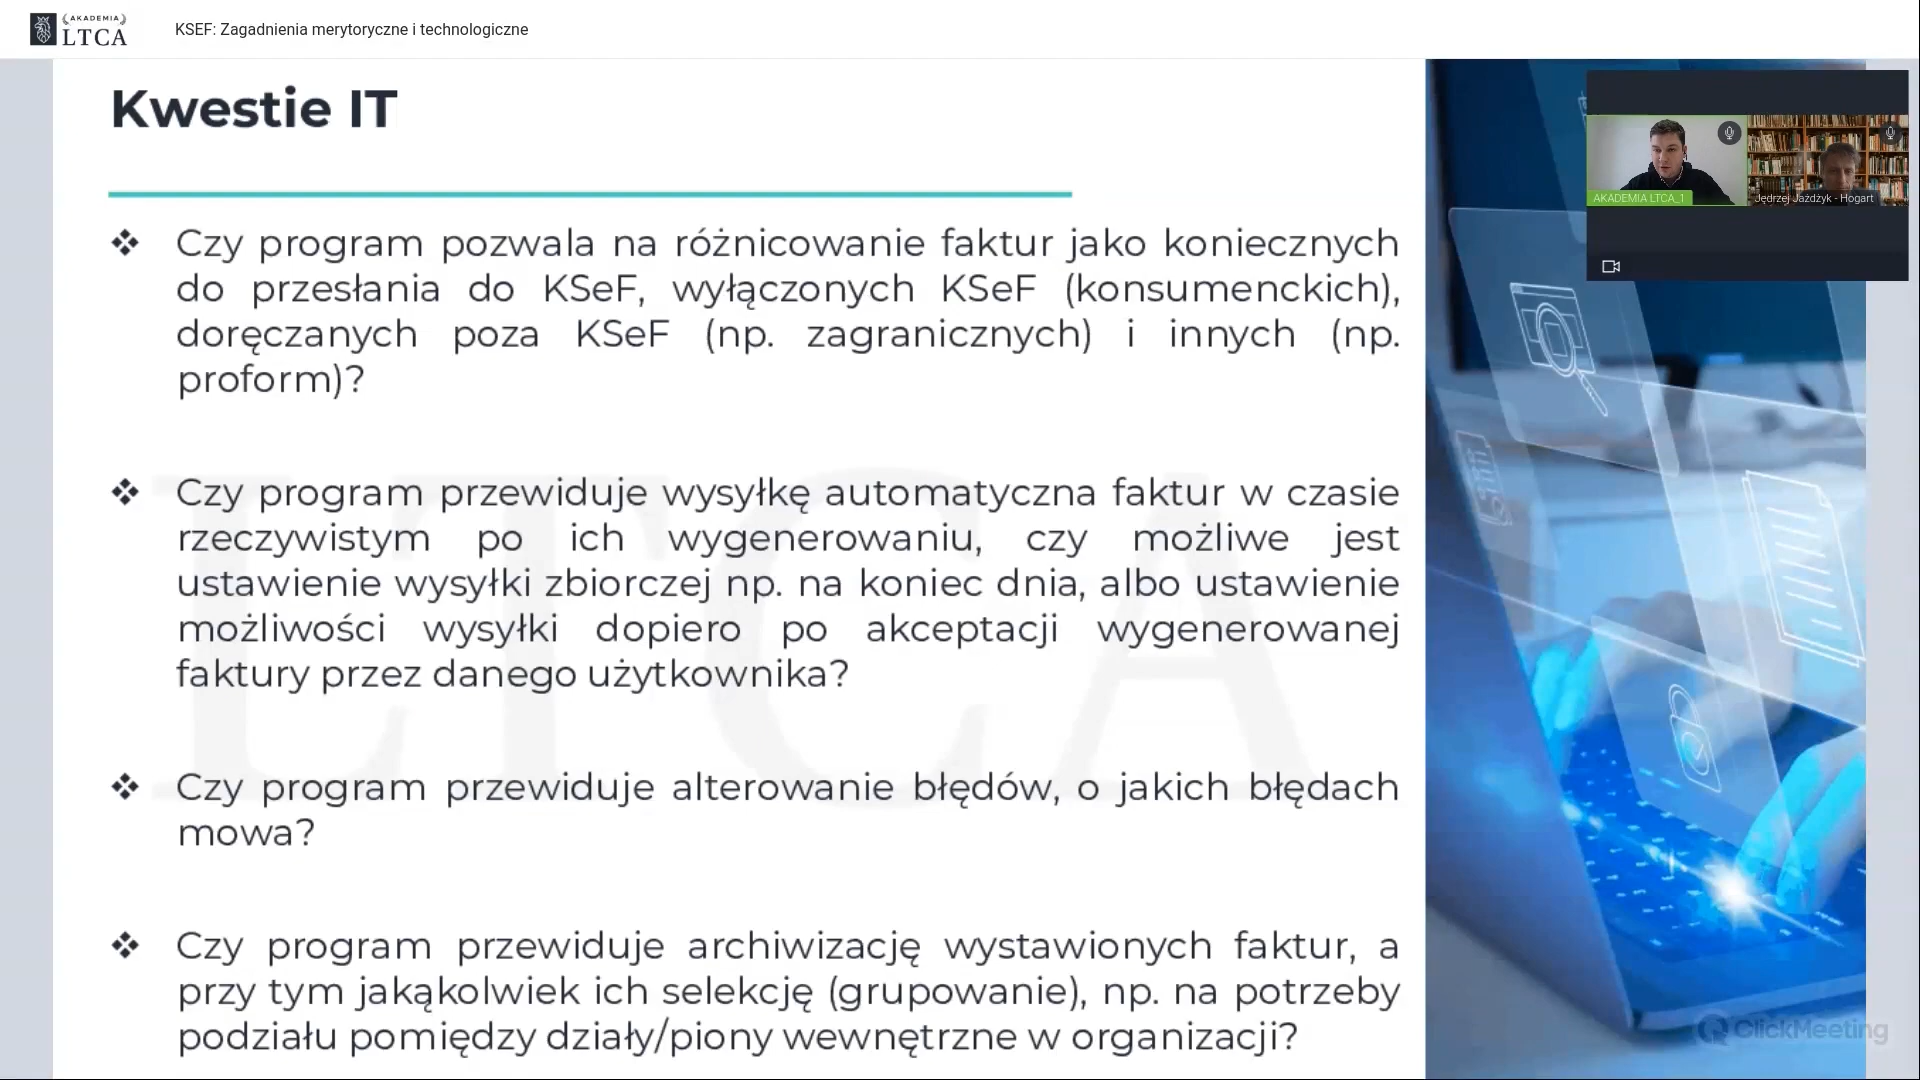 AKADEMIA
LTCA
KSEF: Zagadnienia merytoryczne i technologiczne
Kwestie IT
AKADEMIA LTCA_1
Jędrzej Jażdżyk - Hogart
Czy program pozwala na różnicowanie faktur jako koniecznych
do przesłania do KSeF, wyłączonych KSeF (konsumenckich),
doręczanych poza KSeF (np. zagranicznych) i innych (np.
proform)?
Czy program przewiduje wysyłkę automatyczna faktur w czasie
rzeczywistym po ich wygenerowaniu, czy możliwe jest
ustawienie wysyłki zbiorczej np. na koniec dnia, albo ustawienie
możliwości wysyłki dopiero po akceptacji wygenerowanej
faktury przez danego użytkownika?
Czy program przewiduje alterowanie błędów, o jakich błędach
mowa?
Czy program przewiduje archiwizację wystawionych faktur, a
przy tym jakąkolwiek ich selekcję (grupowanie), np. na potrzeby
podziału pomiędzy działy/piony wewnętrzne w organizacji?
LTCA
ClickMeeting